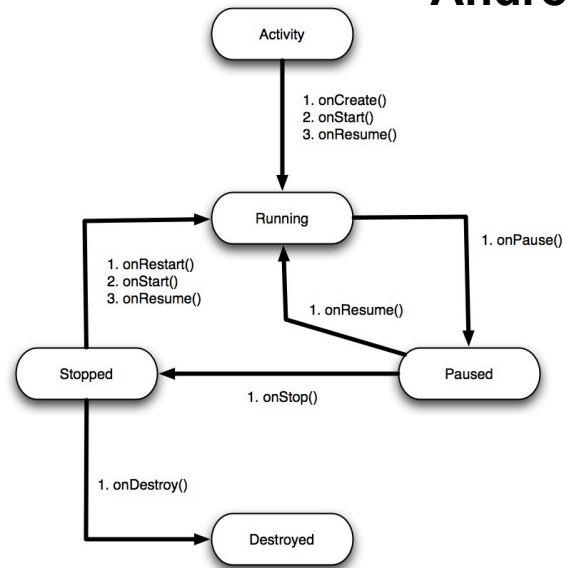 Activity
1. onCreate()
2. onStart()
3. onResume()
Running
1. onPause()
1. onRestart()
2. onStart()
3. onResume()
1. onResume()
Stopped
Paused
1. onStop()
1. onDestroy()
Destroyed